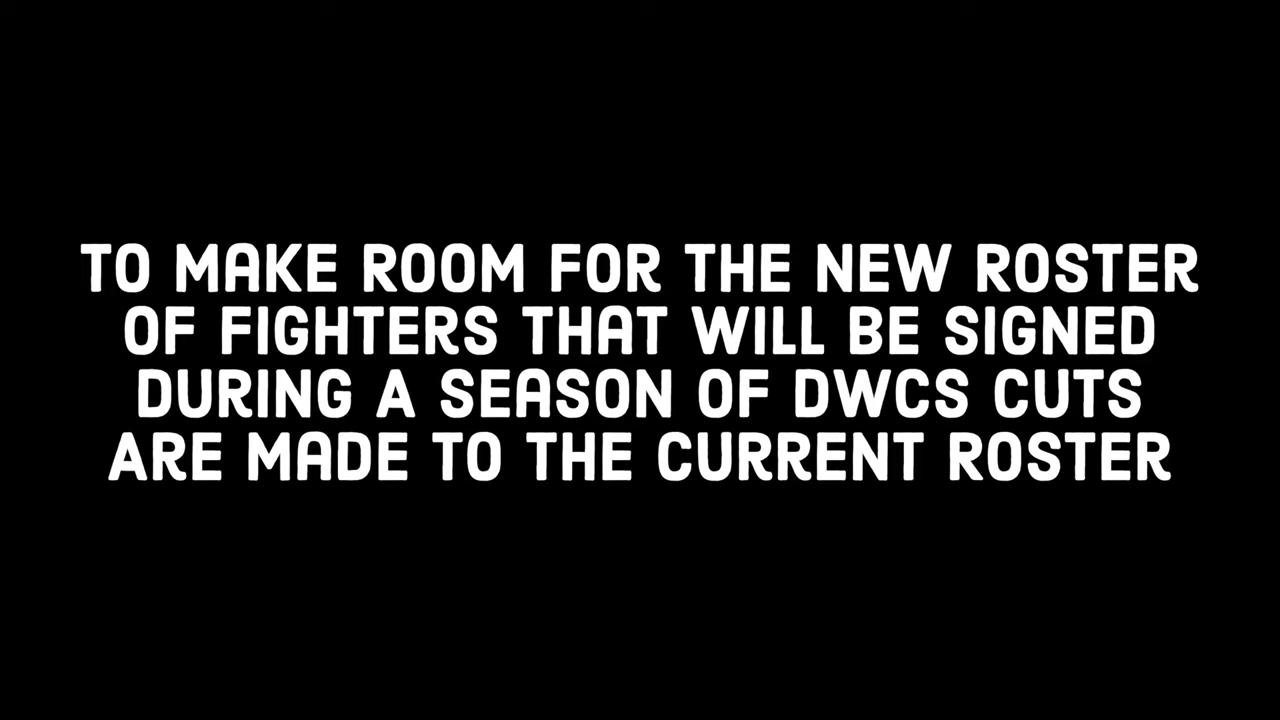 TO MAKE ROOM FOR THE NEW ROSTER
OF FIGHTERS THAT WILL BE SIGNED
DURING A SEASON OF DWCS CUTS
ARE MADE TO THE CURRENT ROSTER